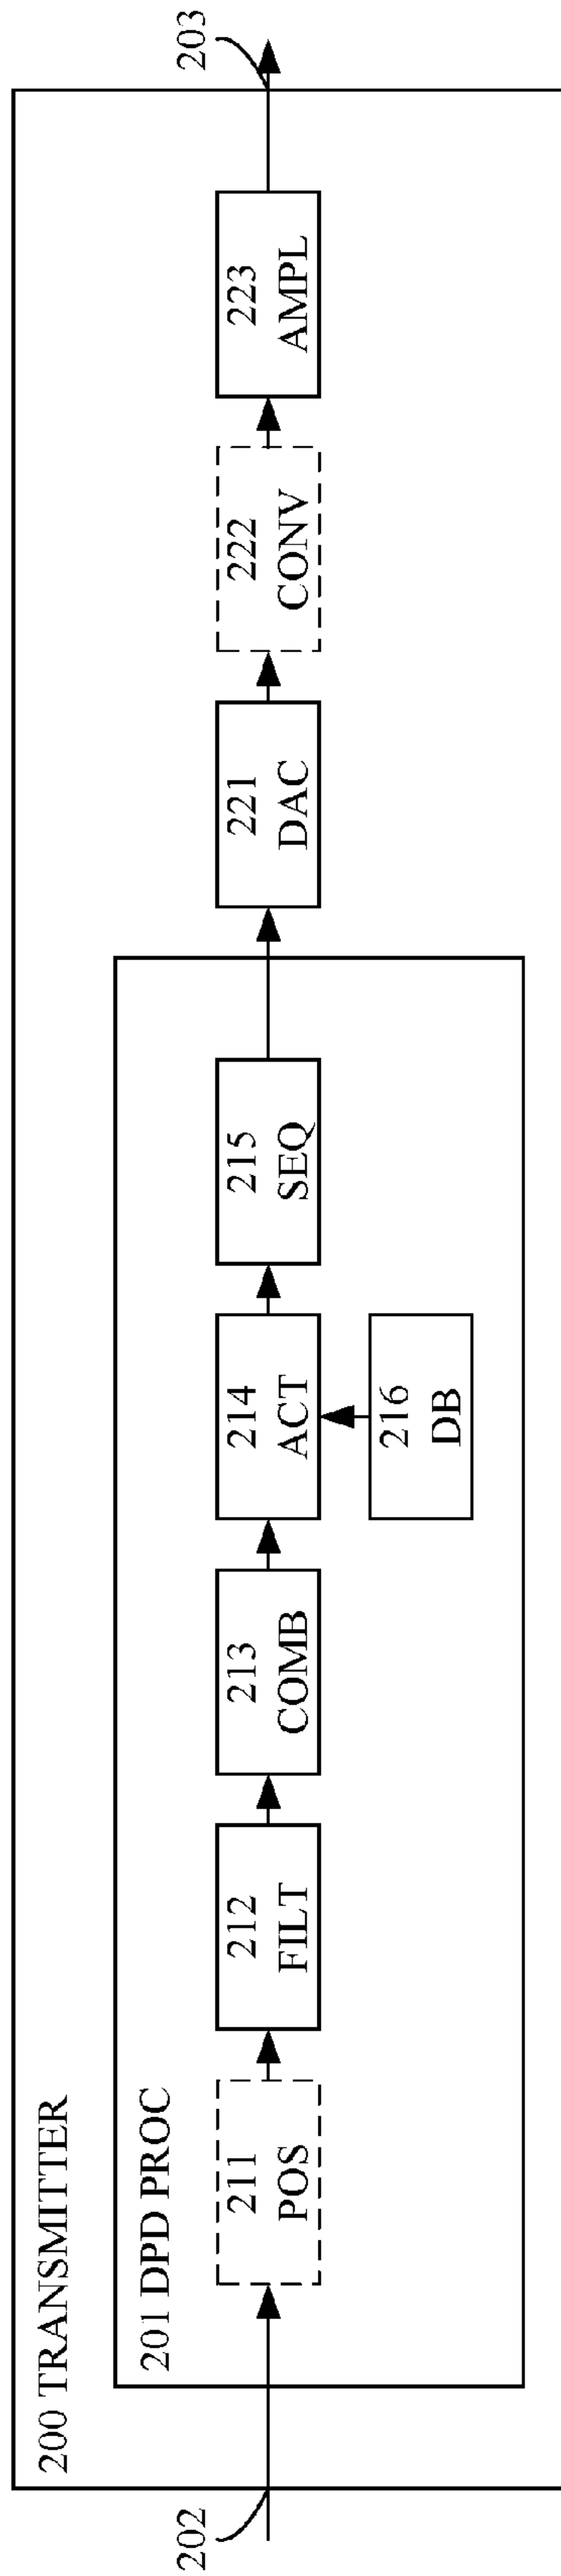 200 TRANSMITTER
201 DPD PROC
202
211
POS
212
FILT
213
COMB
214
ACT
215
SEQ
216
DB
221
DAC
222
CONV
223
AMPL
203